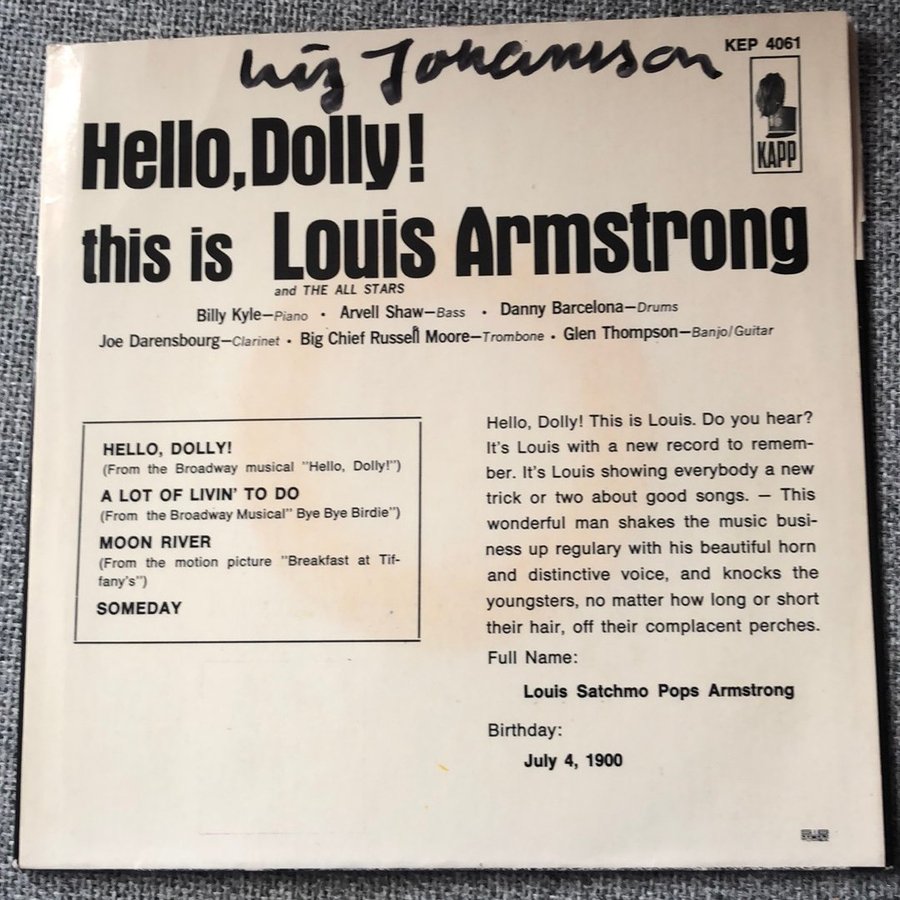 Johansson
KEP 4061
KAPP
Hello, Dolly!
this is Louis Armstrong
and THE ALL STARS
Billy Kyle—Piano • Arvell Shaw—Bass • Danny Barcelona—Drums
Joe Darensbourg—Clarinet • Big Chief Russell Moore—Trombone • Glen Thompson—Banjo/Guitar
HELLO, DOLLY!
(From the Broadway musical "Hello, Dolly!")
A LOT OF LIVIN' TO DO
(From the Broadway Musical" Bye Bye Birdie")
MOON RIVER
(From the motion picture "Breakfast at Tif-
fany's")
SOMEDAY
Hello, Dolly! This is Louis. Do you hear?
It's Louis with a new record to remem-
ber. It's Louis showing everybody a new
trick or two about good songs. — This
wonderful man shakes the music busi-
ness up regulary with his beautiful horn
and distinctive voice, and knocks the
youngsters, no matter how long or short
their hair, off their complacent perches.
Full Name:
Louis Satchmo Pops Armstrong
Birthday:
July 4, 1900